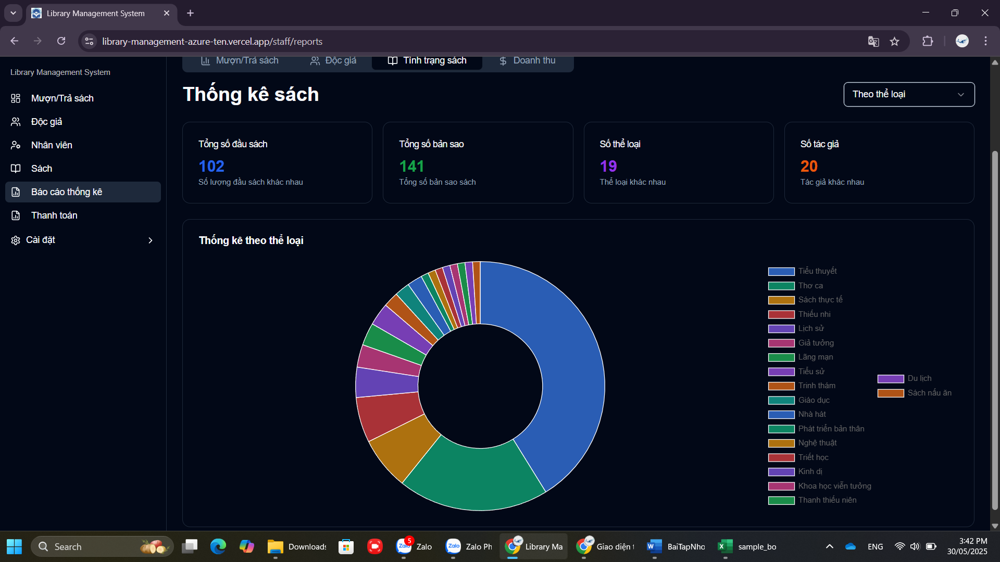 Library Management System
library-management-azure-ten.vercel.app/staff/reports
Library Management System
Mượn/Trả sách
Độc giả
Nhân viên
Sách
Báo cáo thống kê
Thanh toán
Cài đặt
Mượn/Trả sách
Độc giả
Tình trạng sách
Doanh thu
Thống kê sách
Theo thể loại
Tổng số đầu sách
102
Số lượng đầu sách khác nhau
Tổng số bản sao
141
Tổng số bản sao sách
Số thể loại
19
Thể loại khác nhau
Số tác giả
20
Tác giả khác nhau
Thống kê theo thể loại
Tiểu thuyết
Thơ ca
Sách thực tế
Thiếu nhi
Lịch sử
Giả tưởng
Lãng mạn
Tiểu sử
Trinh thám
Giáo dục
Nhà hát
Phát triển bản thân
Nghệ thuật
Triết học
Kinh dị
Khoa học viễn tưởng
Thanh thiếu niên
Du lịch
Sách nấu ăn
Search
Downloads
5
Zalo
Zalo
Zalo
Zalo Ph
Library Ma
Giao diện t
BaiTapNho
sample_bo
ENG
3:42 PM
30/05/2025